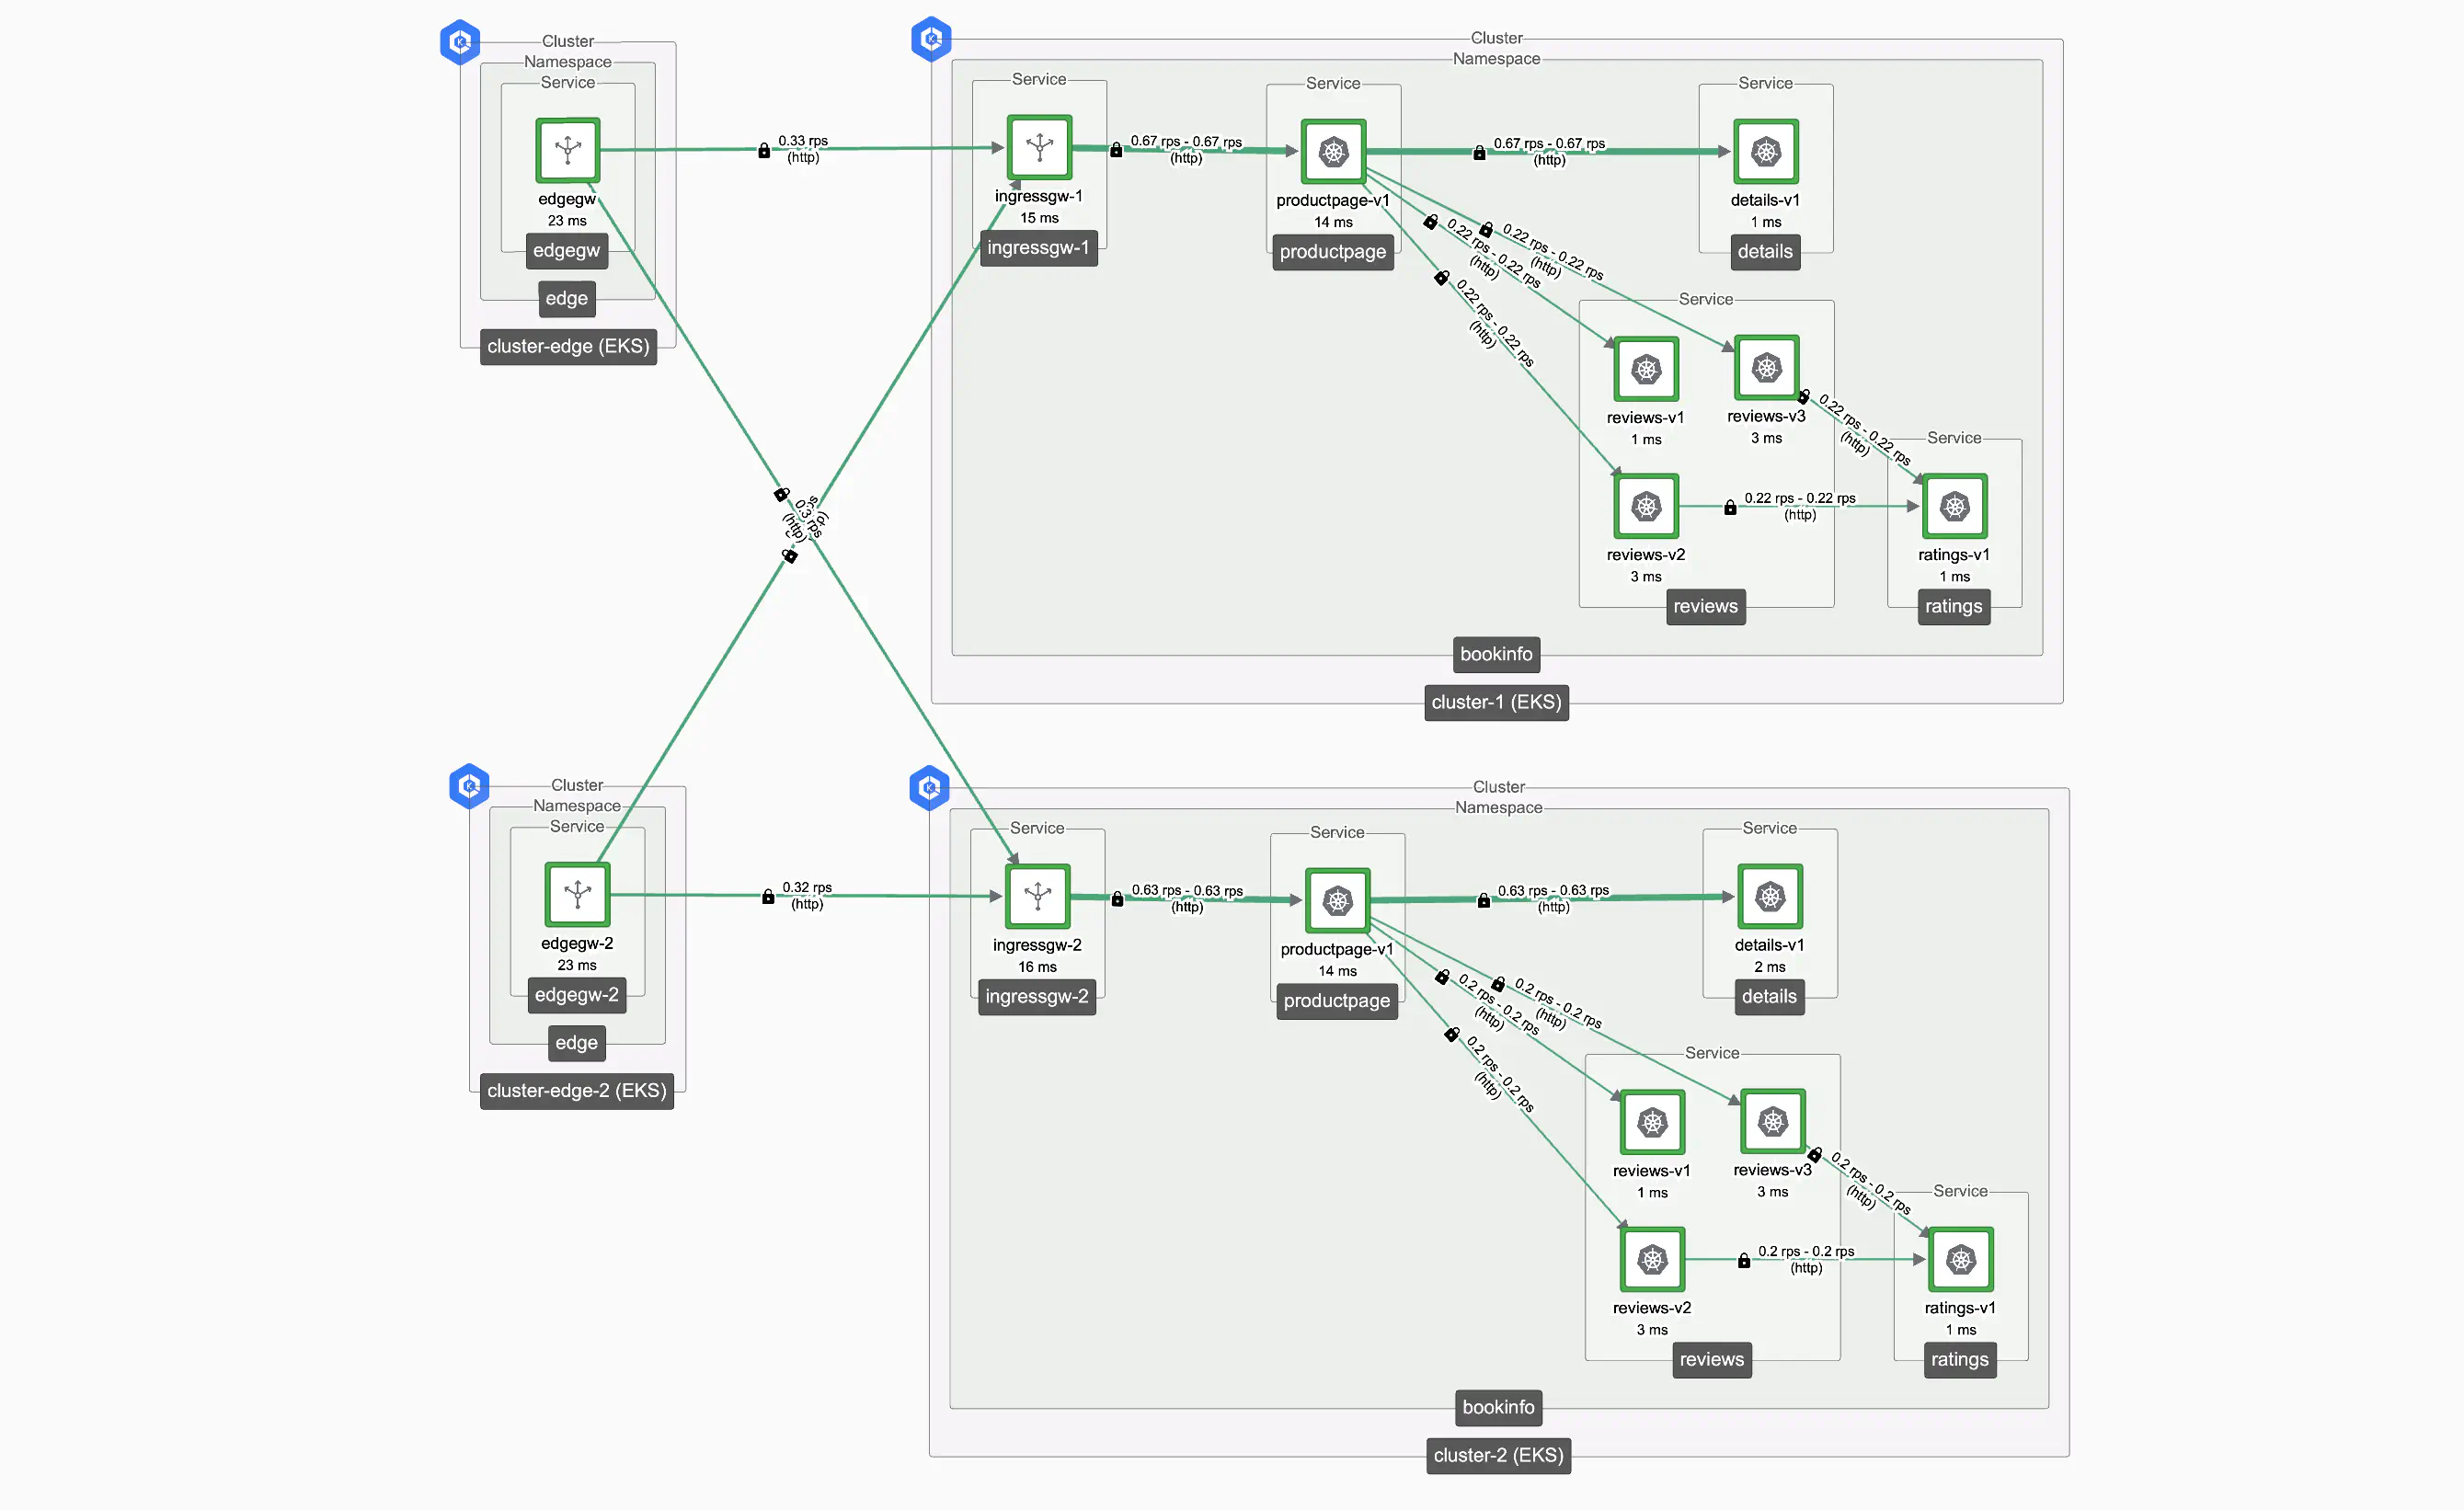 Cluster
Namespace
Service
edgegw
23 ms
edgegw
edge
cluster-edge (EKS)
0.33 rps
(http)
Cluster
Namespace
Service
ingressgw-1
15 ms
ingressgw-1
0.67 rps - 0.67 rps
(http)
Service
productpage-v1
14 ms
productpage
0.67 rps - 0.67 rps
(http)
Service
details-v1
1 ms
details
0.22 rps - 0.22 rps
(http)
0.22 rps - 0.22 rps
(http)
0.22 rps - 0.22 rps
(http)
Service
reviews-v1
1 ms
reviews-v3
3 ms
reviews-v2
3 ms
reviews
0.22 rps - 0.22 rps
(http)
0.22 rps - 0.22 rps
(http)
Service
ratings-v1
1 ms
ratings
bookinfo
cluster-1 (EKS)
rps
(http)
Cluster
Namespace
Service
edgegw-2
23 ms
edgegw-2
edge
cluster-edge-2 (EKS)
0.32 rps
(http)
Cluster
Namespace
Service
ingressgw-2
16 ms
ingressgw-2
0.63 rps - 0.63 rps
(http)
Service
productpage-v1
14 ms
productpage
0.63 rps - 0.63 rps
(http)
Service
details-v1
2 ms
details
0.2 rps - 0.2 rps
(http)
0.2 rps - 0.2 rps
(http)
0.2 rps - 0.2 rps
(http)
Service
reviews-v1
1 ms
reviews-v3
3 ms
reviews-v2
3 ms
reviews
0.2 rps - 0.2 rps
(http)
0.2 rps - 0.2 rps
(http)
Service
ratings-v1
1 ms
ratings
bookinfo
cluster-2 (EKS)